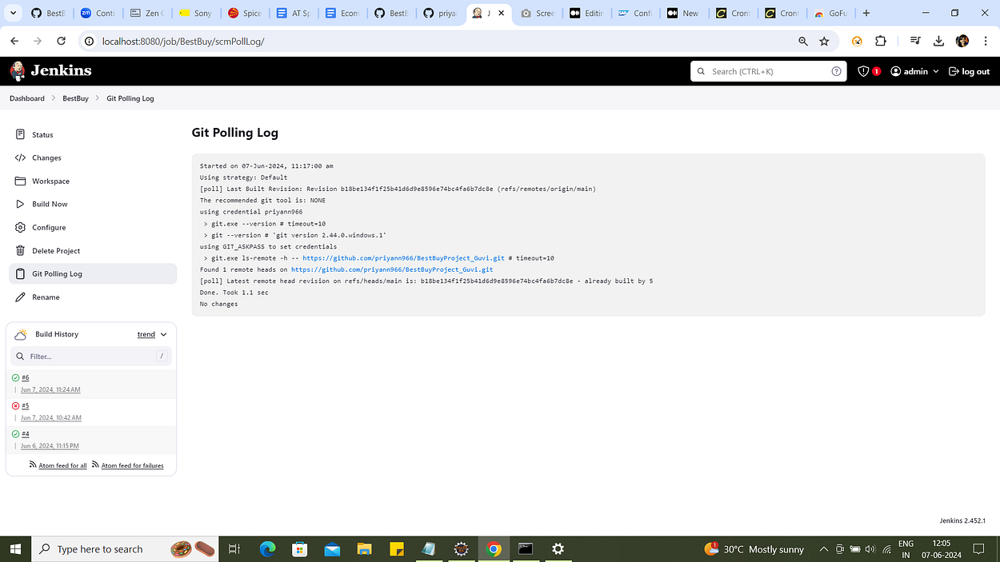 BestB
Conti
Zen C
Sony
Spice
AT Sp
Ecom
BestB
priyan
J
Scree
Editin
Confi
New
Cront
Cront
GoFu
localhost:8080/job/BestBuy/scmPollLog/
Jenkins
Search (CTRL+K)
1
admin
log out
Dashboard
BestBuy
Git Polling Log
Status
Changes
Workspace
Build Now
Configure
Delete Project
Git Polling Log
Rename
Build History
trend
Filter...
/
#6
Jun 7, 2024, 11:24 AM
#5
Jun 7, 2024, 10:42 AM
#4
Jun 6, 2024, 11:15 PM
Atom feed for all
Atom feed for failures
Git Polling Log
Started on 07-Jun-2024, 11:17:00 am
Using strategy: Default
[poll] Last Built Revision: Revision b18be134f1f25b41d6d9e8596e74bc4fa6b7dc8e (refs/remotes/origin/main)
The recommended git tool is: NONE
using credential priyann966
> git.exe --version # timeout=10
> git --version # 'git version 2.44.0.windows.1'
using GIT_ASKPASS to set credentials
> git.exe ls-remote -h -- https://github.com/priyann966/BestBuyProject_Guvi.git # timeout=10
Found 1 remote heads on https://github.com/priyann966/BestBuyProject_Guvi.git
[poll] Latest remote head revision on refs/heads/main is: b18be134f1f25b41d6d9e8596e74bc4fa6b7dc8e - already built by 5
Done. Took 1.1 sec
No changes
Jenkins 2.452.1
Type here to search
1
30°C Mostly sunny
ENG
IN
12:05
07-06-2024